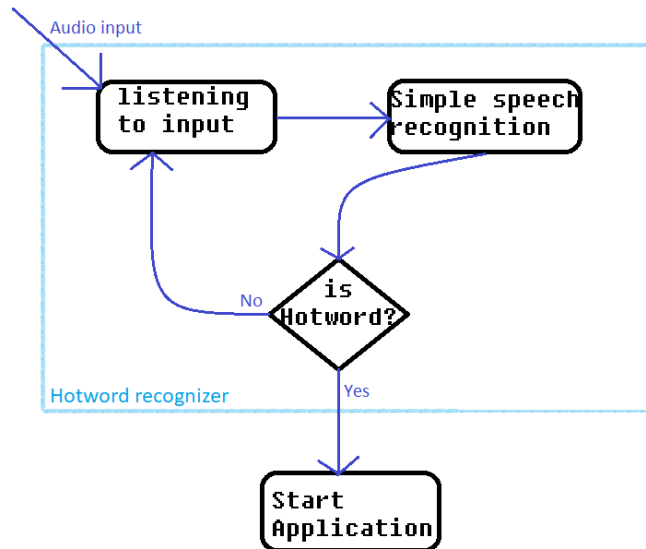 Audio input
listening
to input
Simple speech
recognition
is
Hotword?
No
Yes
Hotword recognizer
Start
Application